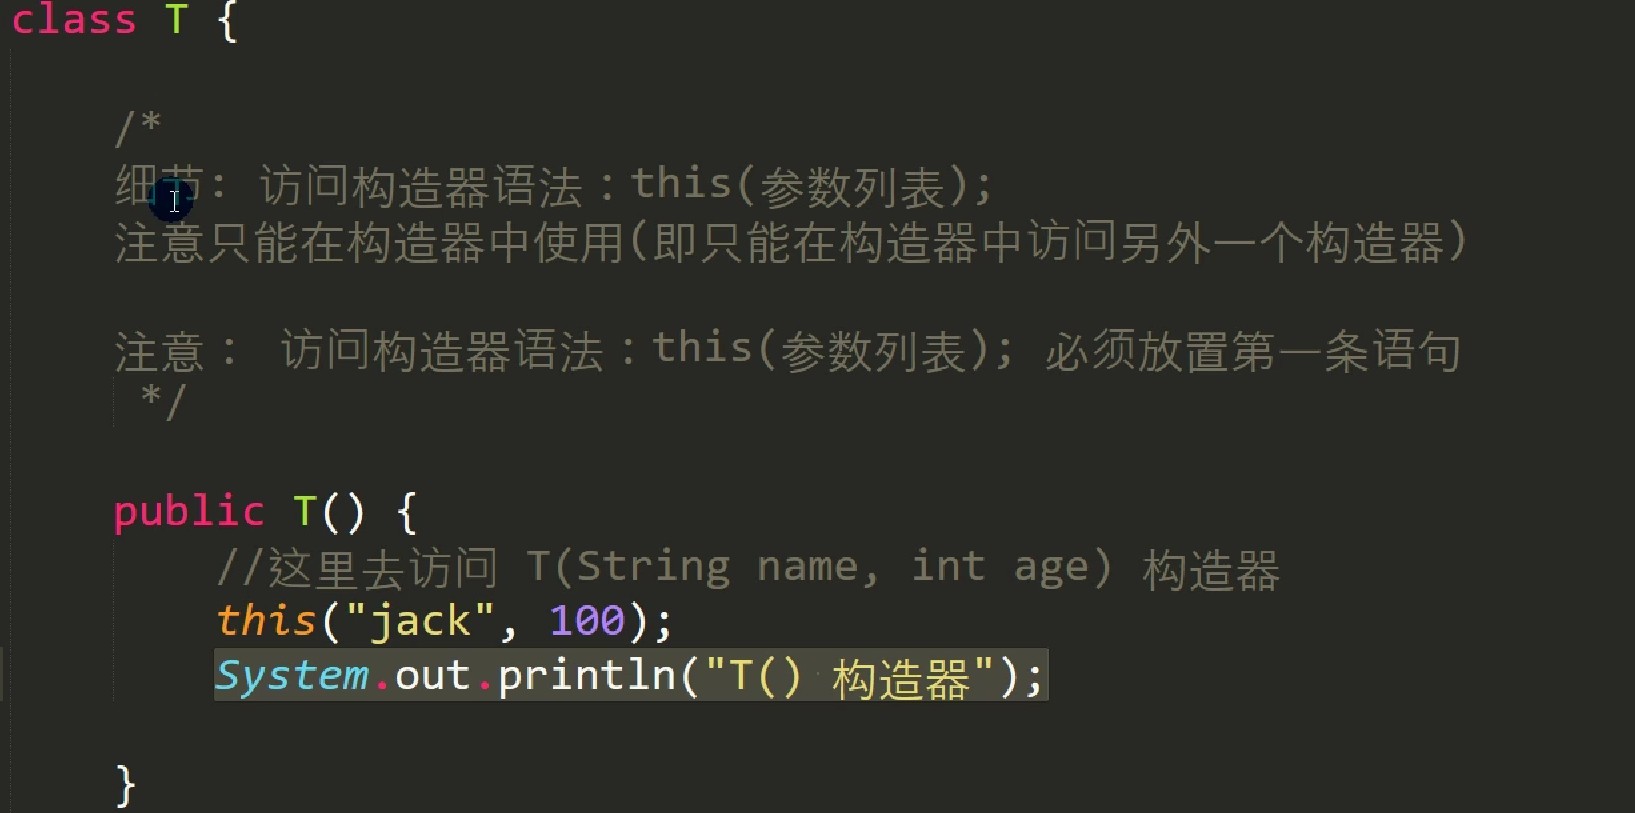 class T {
/*
细节: 访问构造器语法：this(参数列表);
注意只能在构造器中使用(即只能在构造器中访问另外一个构造器)
注意： 访问构造器语法：this(参数列表); 必须放置第一条语句
*/
public T() {
//这里去访问 T(String name, int age) 构造器
this("jack", 100);
System.out.println("T() 构造器");
}